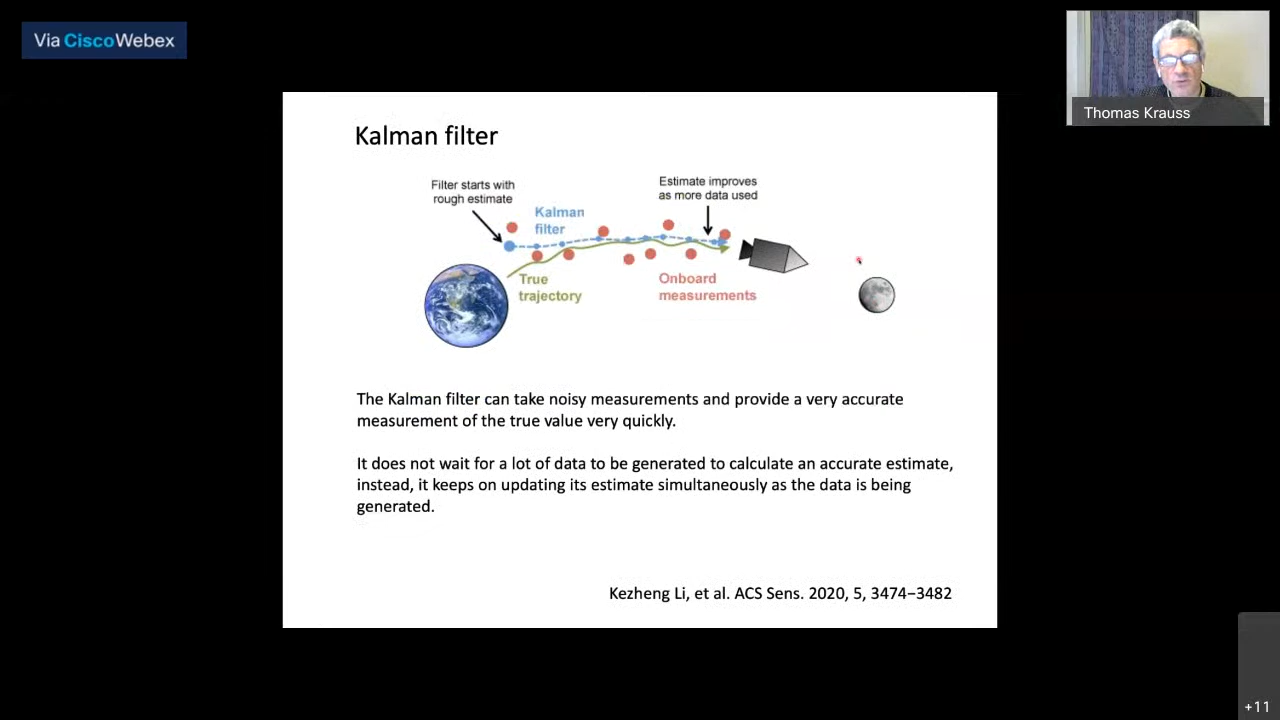 Via CiscoWebex
Thomas Krauss
Kalman filter
Filter starts with
rough estimate
Estimate improves
as more data used
Kalman
filter
True
trajectory
Onboard
measurements
The Kalman filter can take noisy measurements and provide a very accurate
measurement of the true value very quickly.
It does not wait for a lot of data to be generated to calculate an accurate estimate,
instead, it keeps on updating its estimate simultaneously as the data is being
generated.
Kezheng Li, et al. ACS Sens. 2020, 5, 3474−3482
+11